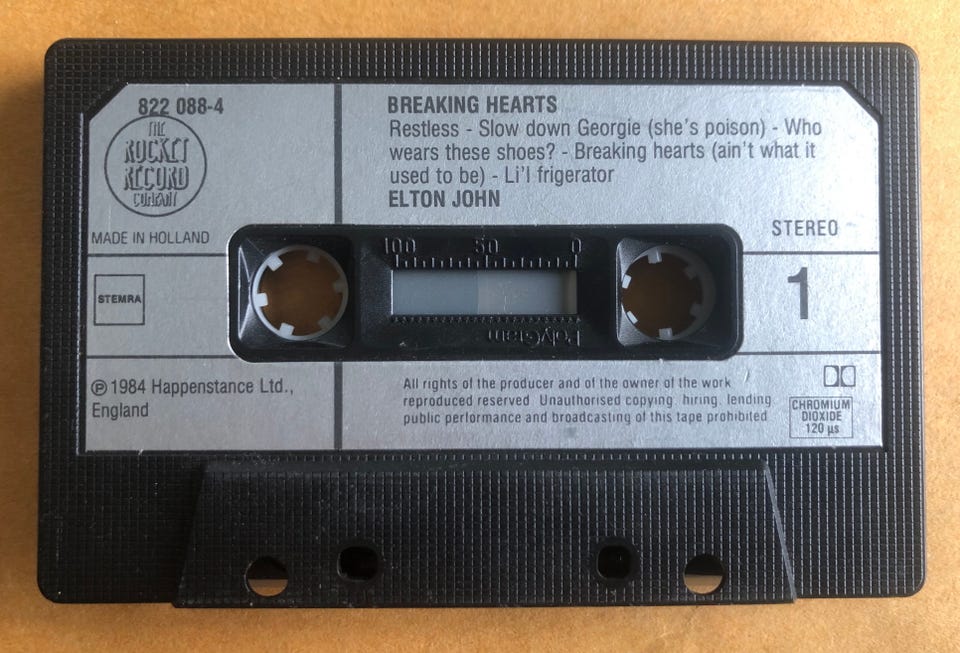 822 088-4
THE
ROCKET
RECORD
COMPANY
MADE IN HOLLAND
BREAKING HEARTS
Restless - Slow down Georgie (she's poison) - Who
wears these shoes? - Breaking hearts (ain't what it
used to be) - Li'l frigerator
ELTON JOHN
STEREO
100 50 0
STEMRA
1
PolyGram
℗ 1984 Happenstance Ltd.,
England
All rights of the producer and of the owner of the work
reproduced reserved Unauthorised copying, hiring, lending
public performance and broadcasting of this tape prohibited
CHROMIUM
DIOXIDE
120 µs